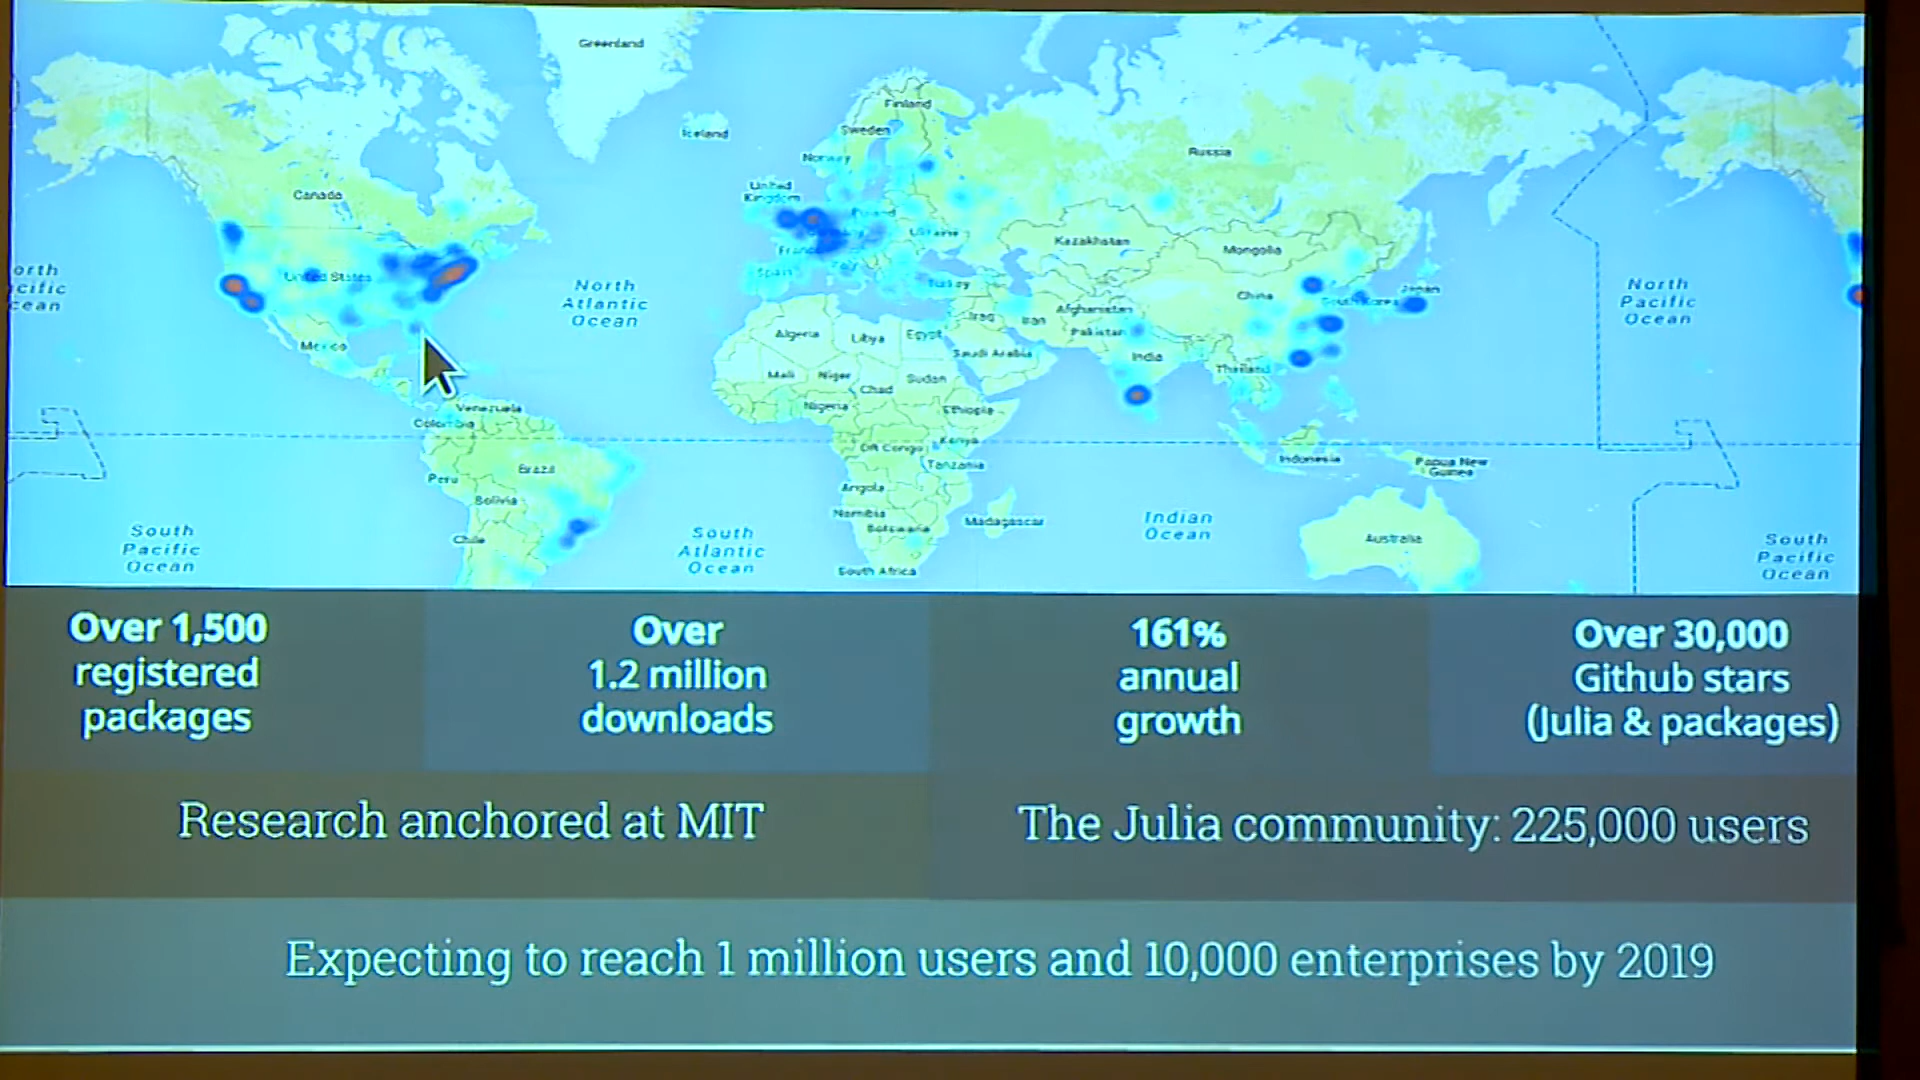 Greenland
Finland
Iceland
Sweden
Norway
Russia
United
Kingdom
Canada
Poland
Ukraine
Kazakhstan
Mongolia
France
Italy
Spain
United States
Turkey
China
South Korea
Japan
orth
cific
cean
North
Atlantic
Ocean
North
Pacific
Ocean
Afghanistan
Iraq
Iran
Pakistan
Algeria
Libya
Egypt
Mexico
Saudi Arabia
India
Thailand
Mali
Niger
Chad
Sudan
Venezuela
Nigeria
Ethiopia
Colombia
DR Congo
Kenya
Indonesia
Papua New
Guinea
Brazil
Tanzania
Peru
Angola
Bolivia
Namibia
Botswana
Madagascar
Indian
Ocean
South
Pacific
Ocean
Chile
South
Atlantic
Ocean
Australia
South
Pacific
Ocean
South Africa
Over 1,500
registered
packages
Over
1.2 million
downloads
161%
annual
growth
Over 30,000
Github stars
(Julia & packages)
Research anchored at MIT
The Julia community: 225,000 users
Expecting to reach 1 million users and 10,000 enterprises by 2019